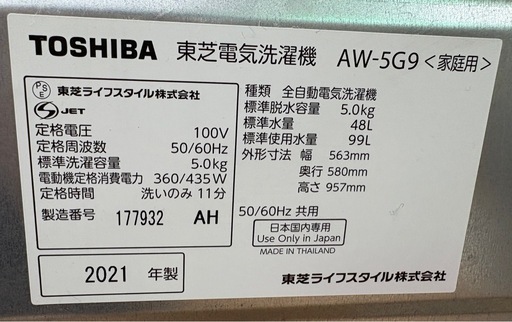 TOSHIBA 東芝電気洗濯機 AW-5G9<家庭用>
PSE 東芝ライフスタイル株式会社
S JET
定格電圧 100V
定格周波数 50/60Hz
標準洗濯容量 5.0kg
電動機定格消費電力 360/435W
定格時間 洗いのみ 11分
製造番号 177932 AH
2021 年製
種類 全自動電気洗濯機
標準脱水容量 5.0kg
標準水量 48L
標準使用水量 99L
外形寸法 幅 563mm
奥行 580mm
高さ 957mm
50/60Hz 共用
日本国内専用
Use Only in Japan
MADE IN THAILAND
東芝ライフスタイル株式会社